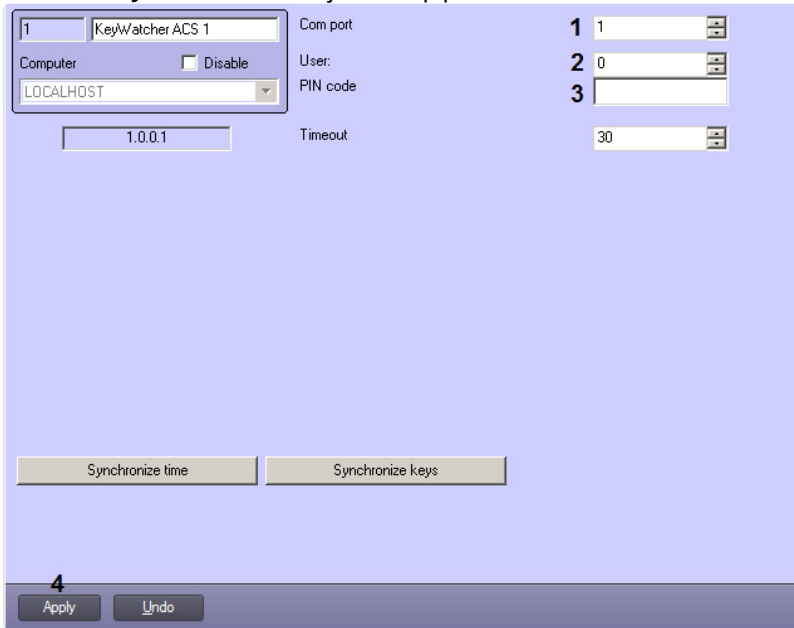 1 KeyWatcher ACS 1 Com port 1 1
Computer Disable User: 2 0
LOCALHOST PIN code 3
1.0.0.1 Timeout 30
Synchronize time Synchronize keys
4
Apply Undo